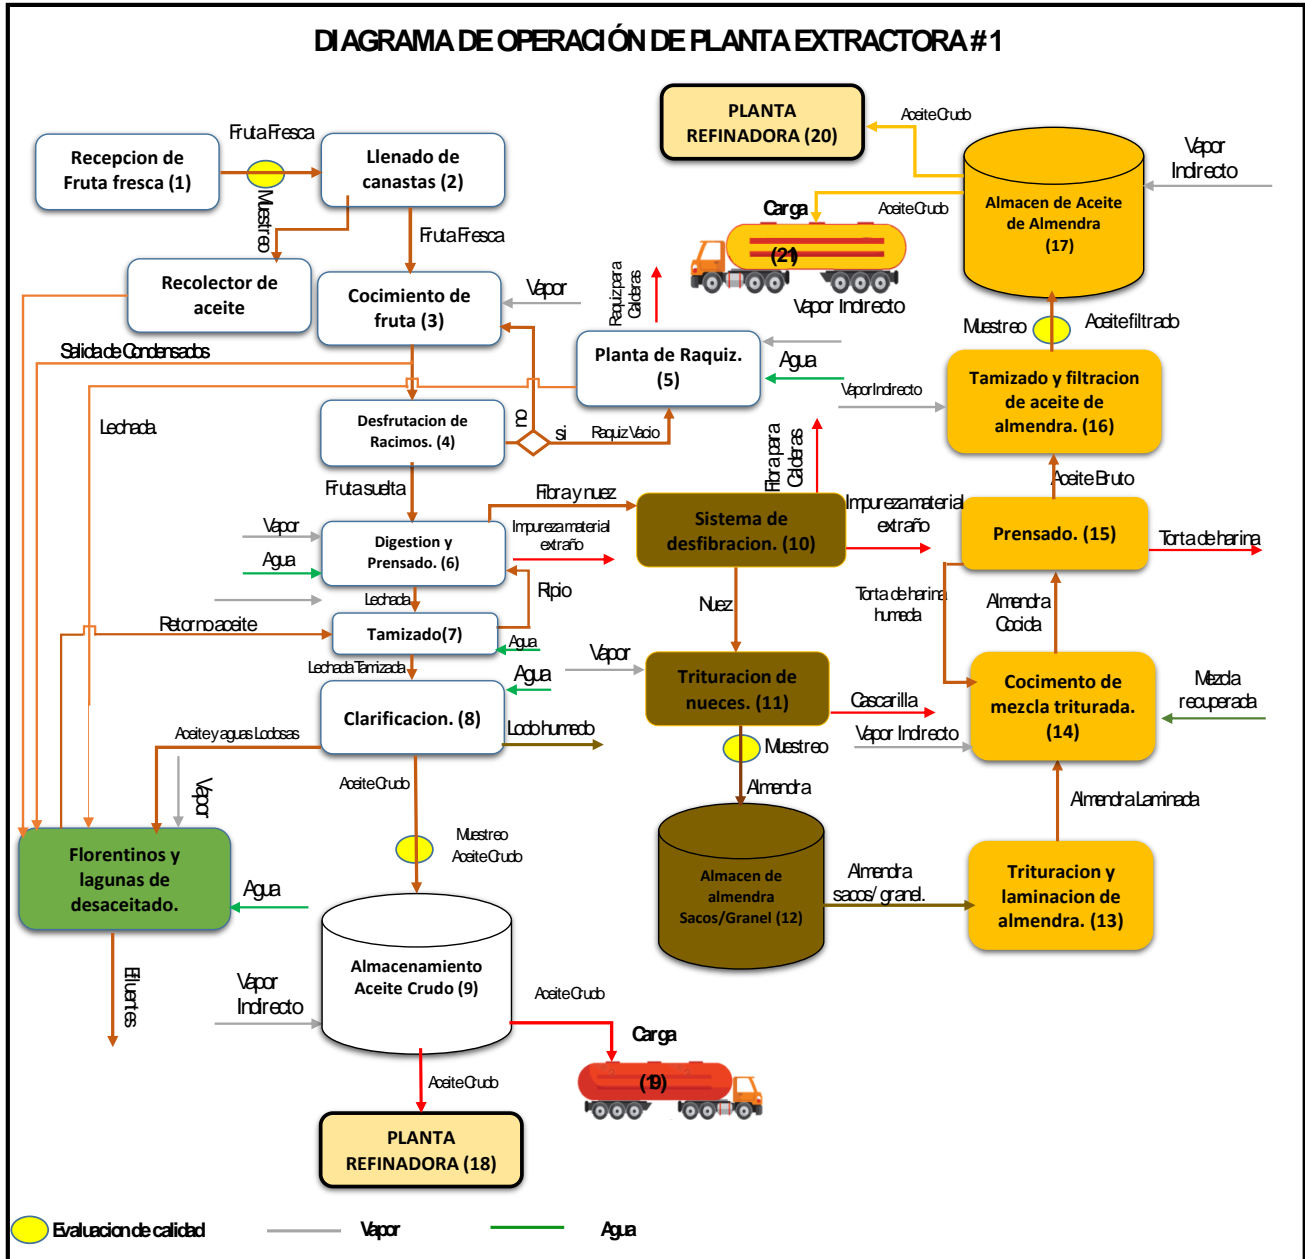 DIAGRAMA DE OPERACIÓN DE PLANTA EXTRACTORA # 1
PLANTA
REFINADORA (20)
Aceite Crudo
Fruta Fresca
Recepcion de
Fruta fresca (1)
Muestreo
Llenado de
canastas (2)
Vapor
Indirecto
Almacen de Aceite
de Almendra
(17)
Carga
Aceite Crudo
(21)
Vapor Indirecto
Fruta Fresca
Recolector de
aceite
Cocimiento de
fruta (3)
Vapor
Raquiz para
Calderas
Muestreo
Aceite filtrado
Salida de Condensados
Planta de Raquiz.
(5)
Agua
Vapor Indirecto
Tamizado y filtracion
de aceite de
almendra. (16)
Lechada
Desfrutacion de
Racimos. (4)
no
si
Raquiz Vacio
Fibra para
Calderas
Aceite Bruto
Fruta suelta
Fibra y nuez
Vapor
Agua
Digestion y
Prensado. (6)
Impureza material
extraño
Sistema de
desfibracion. (10)
Impureza material
extraño
Prensado. (15)
Torta de harina
Lechada
Ripio
Nuez
Torta de harina
humeda
Almendra
Cocida
Retorno aceite
Tamizado(7)
Agua
Lechada Tamizada
Agua
Vapor
Trituracion de
nueces. (11)
Cascarilla
Cocimento de
mezcla triturada.
(14)
Mezcla
recuperada
Clarificacion. (8)
Lodo humedo
Vapor Indirecto
Aceite y aguas Lodosas
Vapor
Aceite Crudo
Muestreo
Almendra
Almendra Laminada
Muestreo
Aceite Crudo
Florentinos y
lagunas de
desaceitado.
Agua
Almacen de
almendra
Sacos/Granel (12)
Almendra
sacos/ granel.
Trituracion y
laminacion de
almendra. (13)
Efluentes
Vapor
Indirecto
Almacenamiento
Aceite Crudo (9)
Aceite Crudo
Carga
(19)
Aceite Crudo
PLANTA
REFINADORA (18)
Evaluacion de calidad
Vapor
Agua